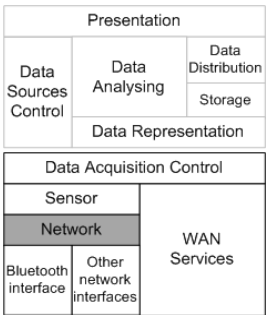 Presentation
Data
Sources
Control
Data
Analysing
Data
Distribution
Storage
Data Representation
Data Acquisition Control
Sensor
Network
Bluetooth
interface
Other
network
interfaces
WAN
Services